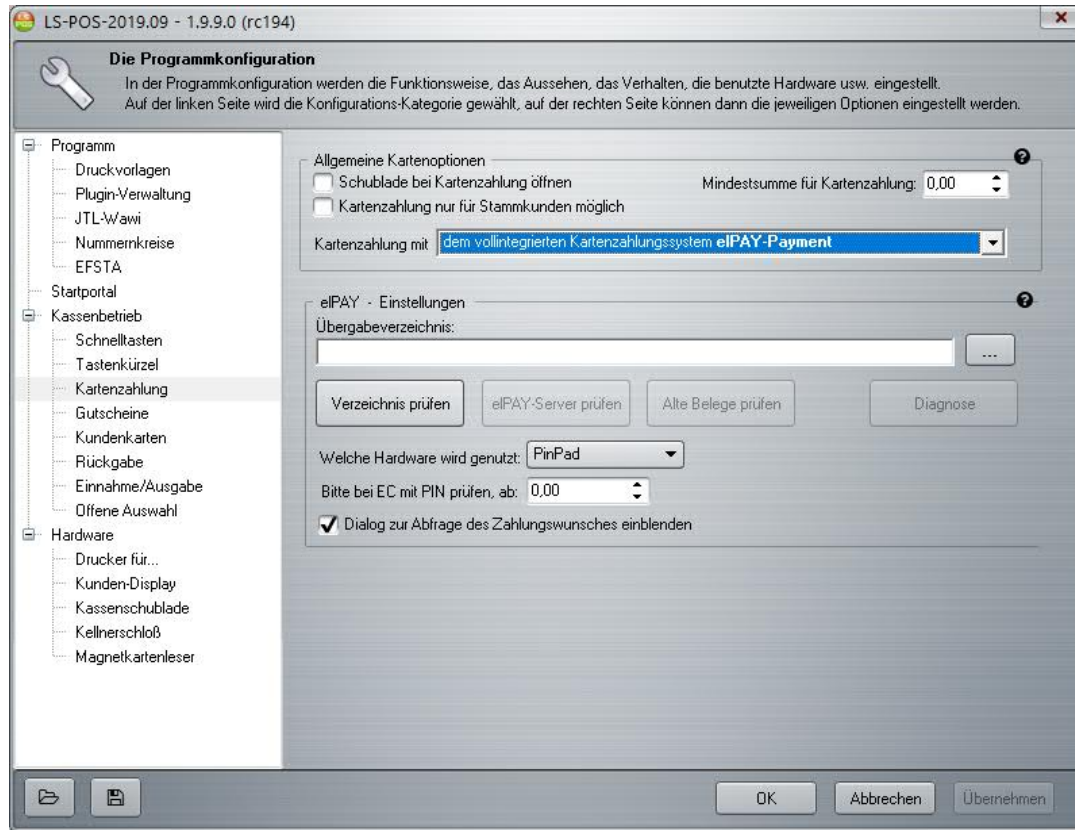 LS-POS-2019.09 - 1.9.9.0 (rc194)
Die Programmkonfiguration
In der Programmkonfiguration werden die Funktionsweise, das Aussehen, das Verhalten, die benutzte Hardware usw. eingestellt.
Auf der linken Seite wird die Konfigurations-Kategorie gewählt, auf der rechten Seite können dann die jeweiligen Optionen eingestellt werden.
Programm
Druckvorlagen
Plugin-Verwaltung
JTL-Wawi
Nummernkreise
EFSTA
Startportal
Kassenbetrieb
Schnelltasten
Tastenkürzel
Kartenzahlung
Gutscheine
Kundenkarten
Rückgabe
Einnahme/Ausgabe
Offene Auswahl
Hardware
Drucker für...
Kunden-Display
Kassenschublade
Kellnerschloß
Magnetkartenleser
Allgemeine Kartenoptionen
Schublade bei Kartenzahlung öffnen
Mindestsumme für Kartenzahlung: 0,00
Kartenzahlung nur für Stammkunden möglich
Kartenzahlung mit dem vollintegrierten Kartenzahlungssystem elPAY-Payment
elPAY - Einstellungen
Übergabeverzeichnis:
...
Verzeichnis prüfen elPAY-Server prüfen Alte Belege prüfen Diagnose
Welche Hardware wird genutzt: PinPad
Bitte bei EC mit PIN prüfen, ab: 0,00
Dialog zur Abfrage des Zahlungswunsches einblenden
OK Abbrechen Übernehmen